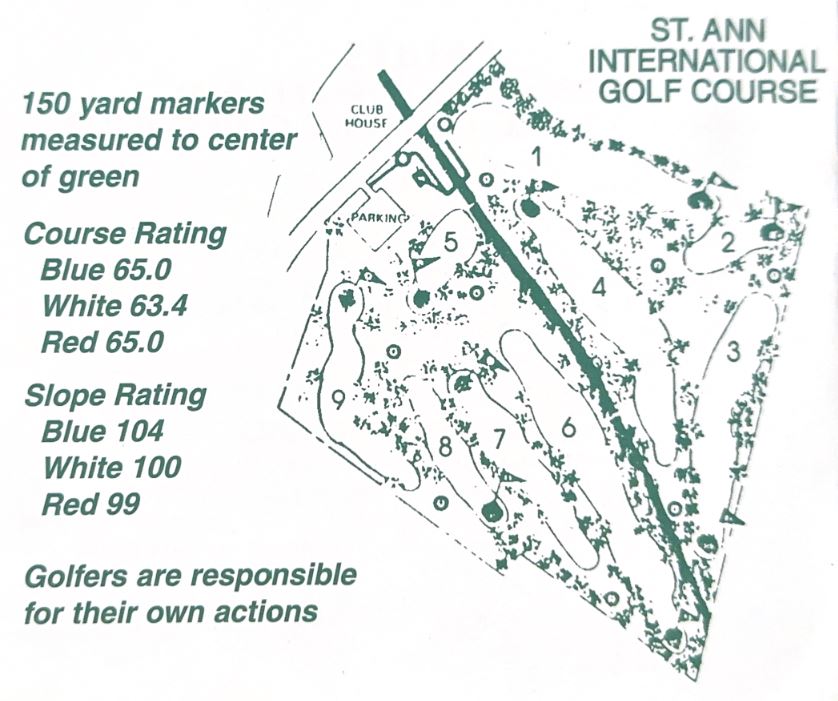 ST. ANN
INTERNATIONAL
GOLF COURSE
150 yard markers
measured to center
of green
Course Rating
Blue 65.0
White 63.4
Red 65.0
Slope Rating
Blue 104
White 100
Red 99
Golfers are responsible
for their own actions
CLUB
HOUSE
PARKING
1
2
3
4
5
6
7
8
9